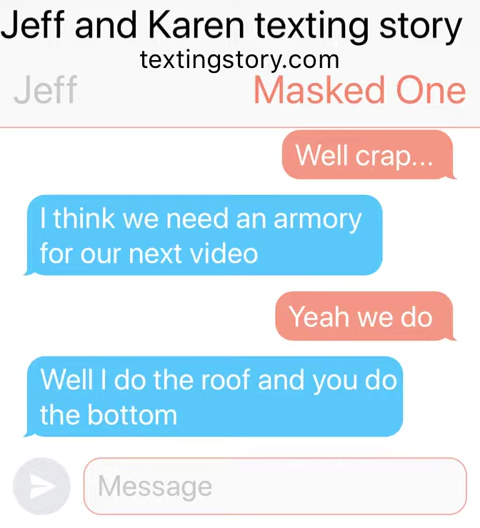 Jeff and Karen texting story
textingstory.com
Jeff Masked One
Well crap...
I think we need an armory
for our next video
Yeah we do
Well I do the roof and you do
the bottom
Message